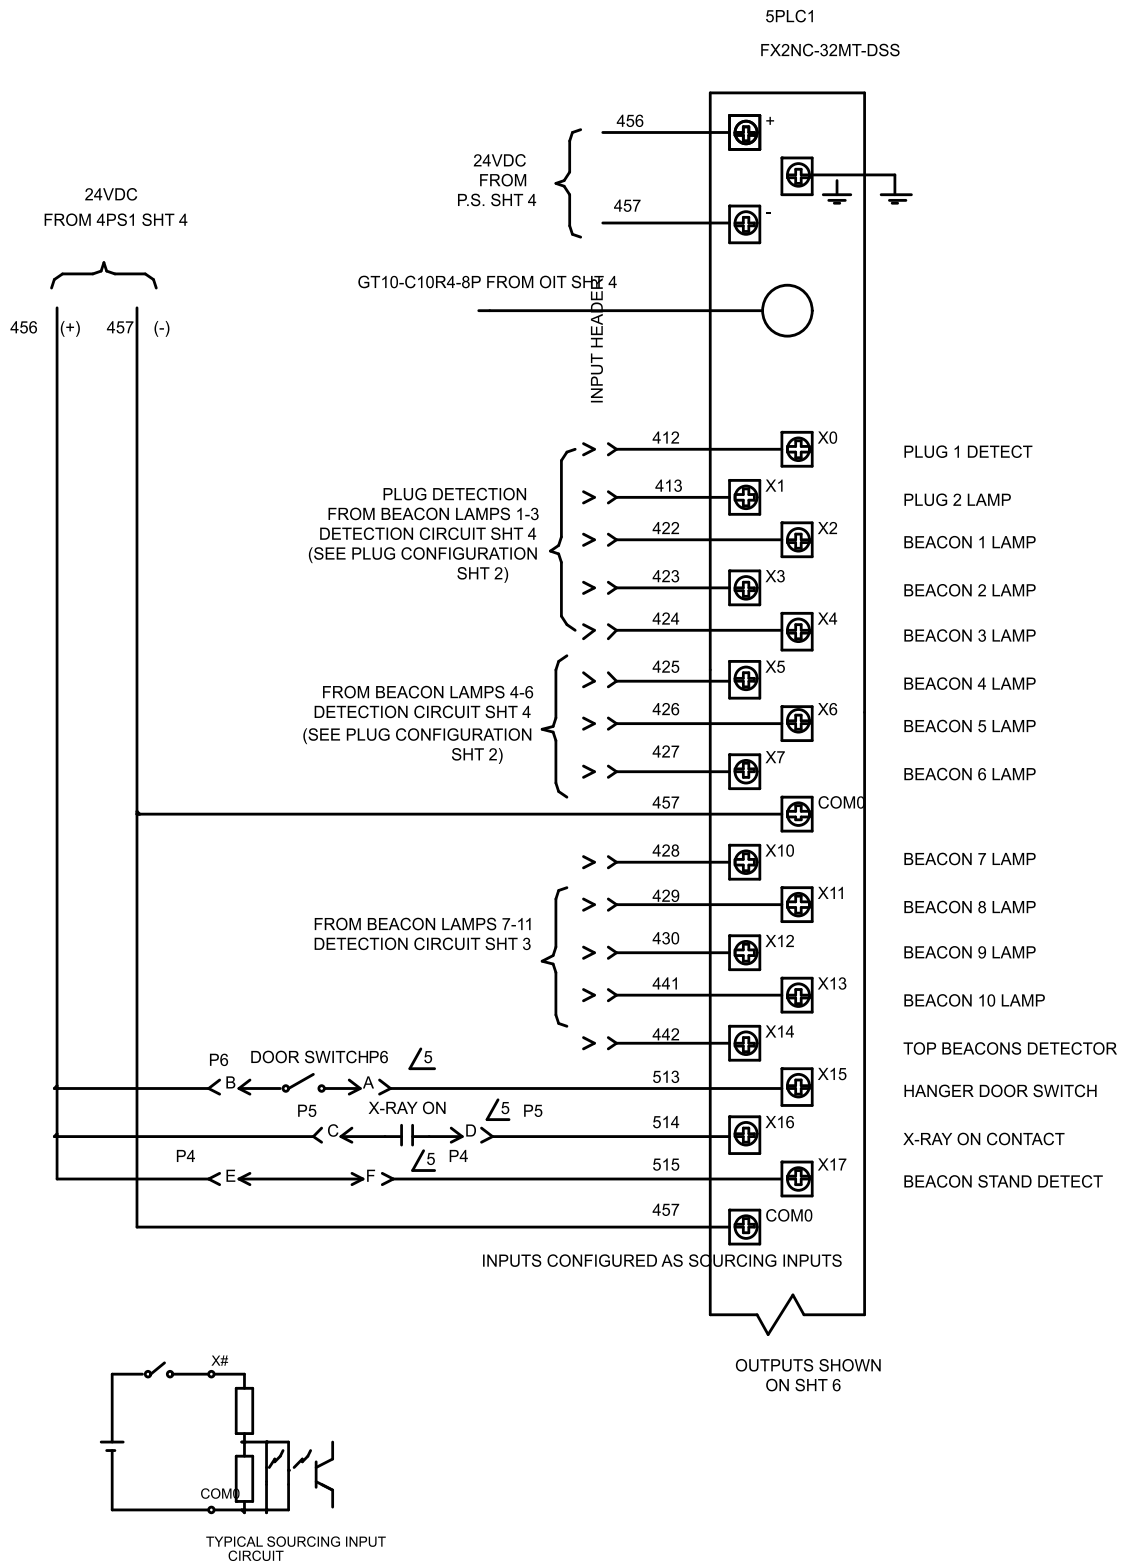 5PLC1
FX2NC-32MT-DSS
456
+
24VDC
FROM
P.S. SHT 4
457
-
24VDC
FROM 4PS1 SHT 4
GT10-C10R4-8P FROM OIT SHT 4
INPUT HEADER
456
(+)
457
(-)
412
X0
PLUG 1 DETECT
413
X1
PLUG 2 LAMP
PLUG DETECTION
FROM BEACON LAMPS 1-3
DETECTION CIRCUIT SHT 4
(SEE PLUG CONFIGURATION
SHT 2)
422
X2
BEACON 1 LAMP
423
X3
BEACON 2 LAMP
424
X4
BEACON 3 LAMP
425
X5
BEACON 4 LAMP
FROM BEACON LAMPS 4-6
DETECTION CIRCUIT SHT 4
(SEE PLUG CONFIGURATION
SHT 2)
426
X6
BEACON 5 LAMP
427
X7
BEACON 6 LAMP
457
COM0
428
X10
BEACON 7 LAMP
429
X11
BEACON 8 LAMP
FROM BEACON LAMPS 7-11
DETECTION CIRCUIT SHT 3
430
X12
BEACON 9 LAMP
441
X13
BEACON 10 LAMP
442
X14
TOP BEACONS DETECTOR
P6
DOOR SWITCH
P6
5
B
A
513
X15
HANGER DOOR SWITCH
P5
X-RAY ON
5
P5
C
D
514
X16
X-RAY ON CONTACT
P4
5
P4
E
F
515
X17
BEACON STAND DETECT
457
COM0
INPUTS CONFIGURED AS SOURCING INPUTS
OUTPUTS SHOWN
ON SHT 6
X#
COM0
TYPICAL SOURCING INPUT
CIRCUIT